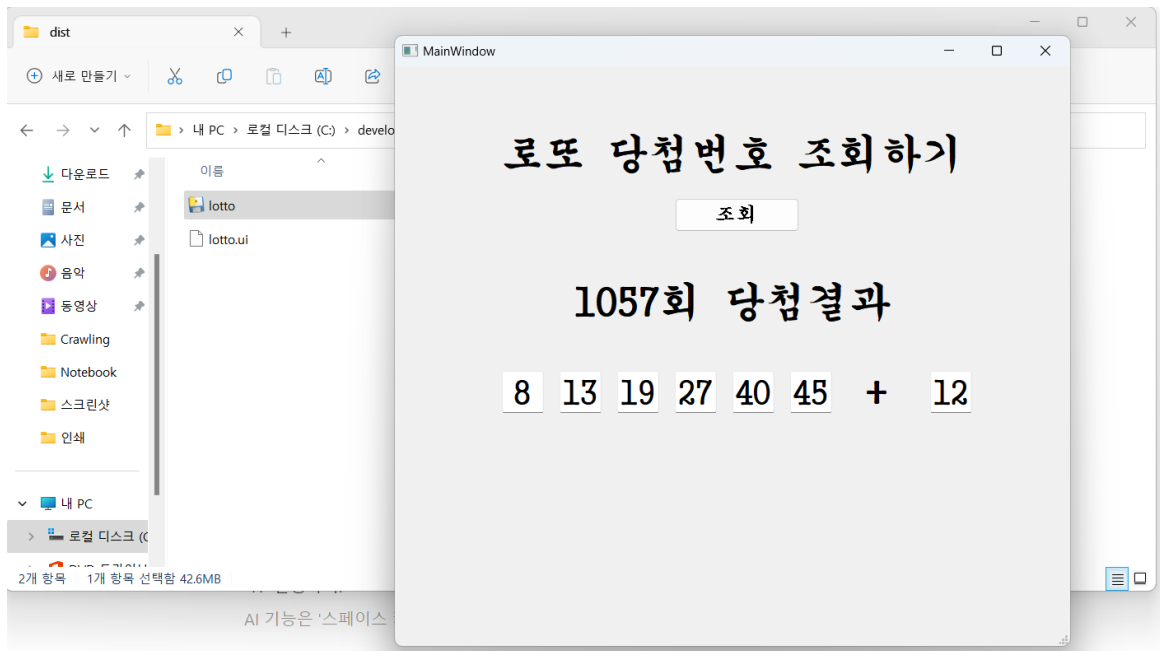 dist
새로 만들기
내 PC > 로컬 디스크 (C:) > develo
이름
다운로드
문서
사진
음악
동영상
Crawling
Notebook
스크린샷
인쇄
내 PC
로컬 디스크 (C
lotto
lotto.ui
2개 항목
1개 항목 선택함 42.6MB
AI 기능은 '스페이스
MainWindow
로또 당첨번호 조회하기
조회
1057회 당첨결과
8 13 19 27 40 45 + 12